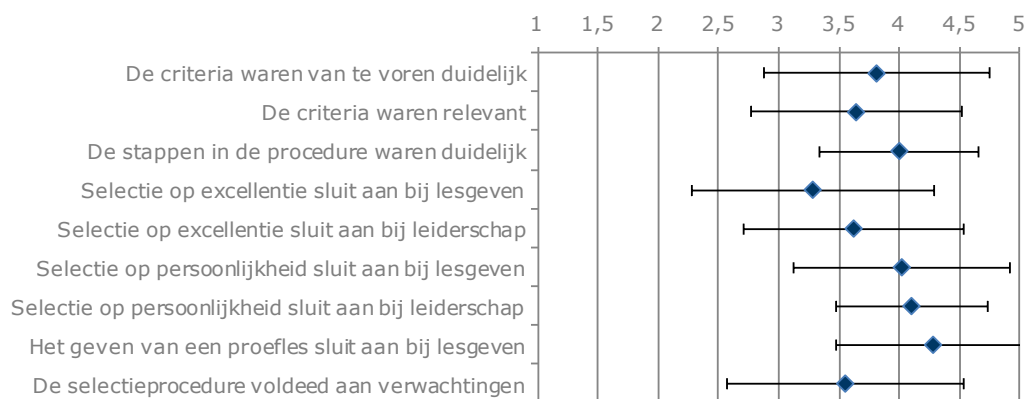 1 1,5 2 2,5 3 3,5 4 4,5 5
De criteria waren van te voren duidelijk
De criteria waren relevant
De stappen in de procedure waren duidelijk
Selectie op excellentie sluit aan bij lesgeven
Selectie op excellentie sluit aan bij leiderschap
Selectie op persoonlijkheid sluit aan bij lesgeven
Selectie op persoonlijkheid sluit aan bij leiderschap
Het geven van een proefles sluit aan bij lesgeven
De selectieprocedure voldeed aan verwachtingen